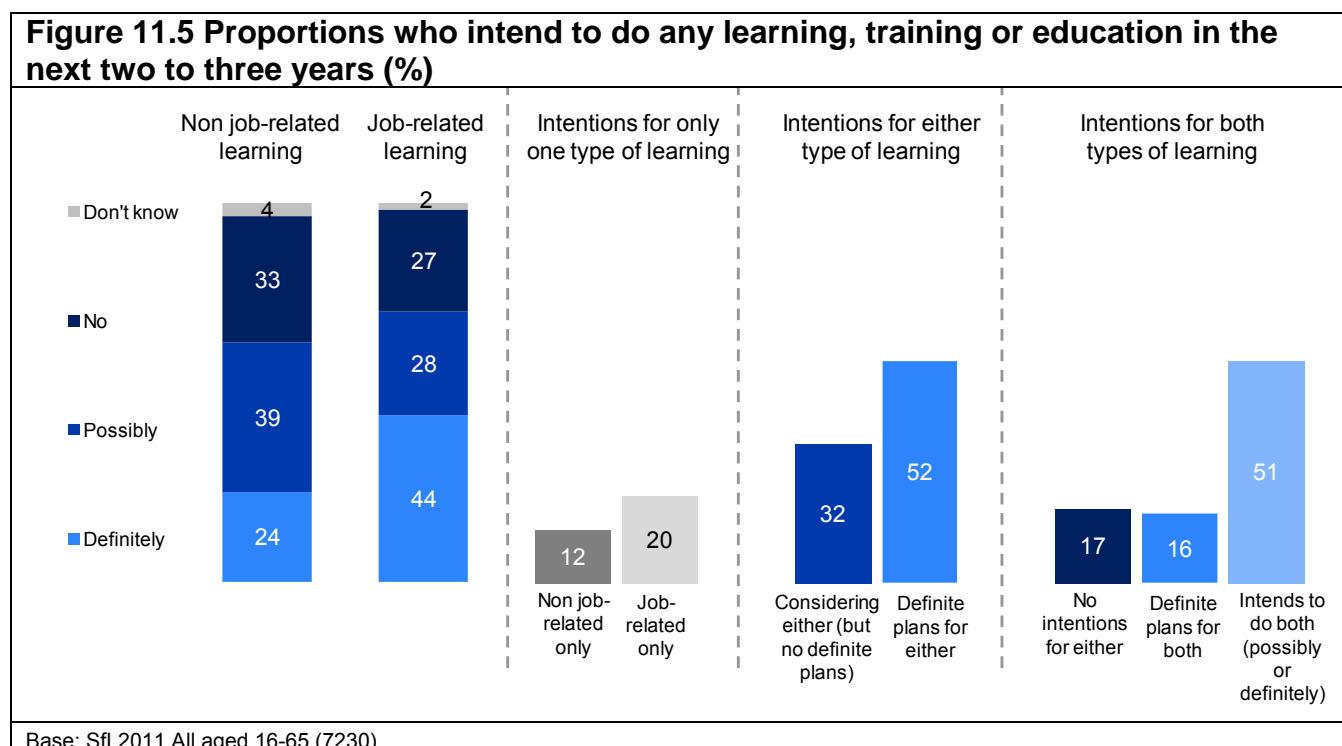 Figure 11.5 Proportions who intend to do any learning, training or education in the
next two to three years (%)
Non job-related
learning
Job-related
learning
Intentions for only
one type of learning
Intentions for either
type of learning
Intentions for both
types of learning
Don't know
No
Possibly
Definitely
4
33
39
24
2
27
28
44
12
20
32
52
17
16
51
Non job-
related
only
Job-
related
only
Considering
either (but
no definite
plans)
Definite
plans for
either
No
intentions
for either
Definite
plans for
both
Intends to
do both
(possibly
or
definitely)
Base: SfL2011 All aged 16-65 (7230)